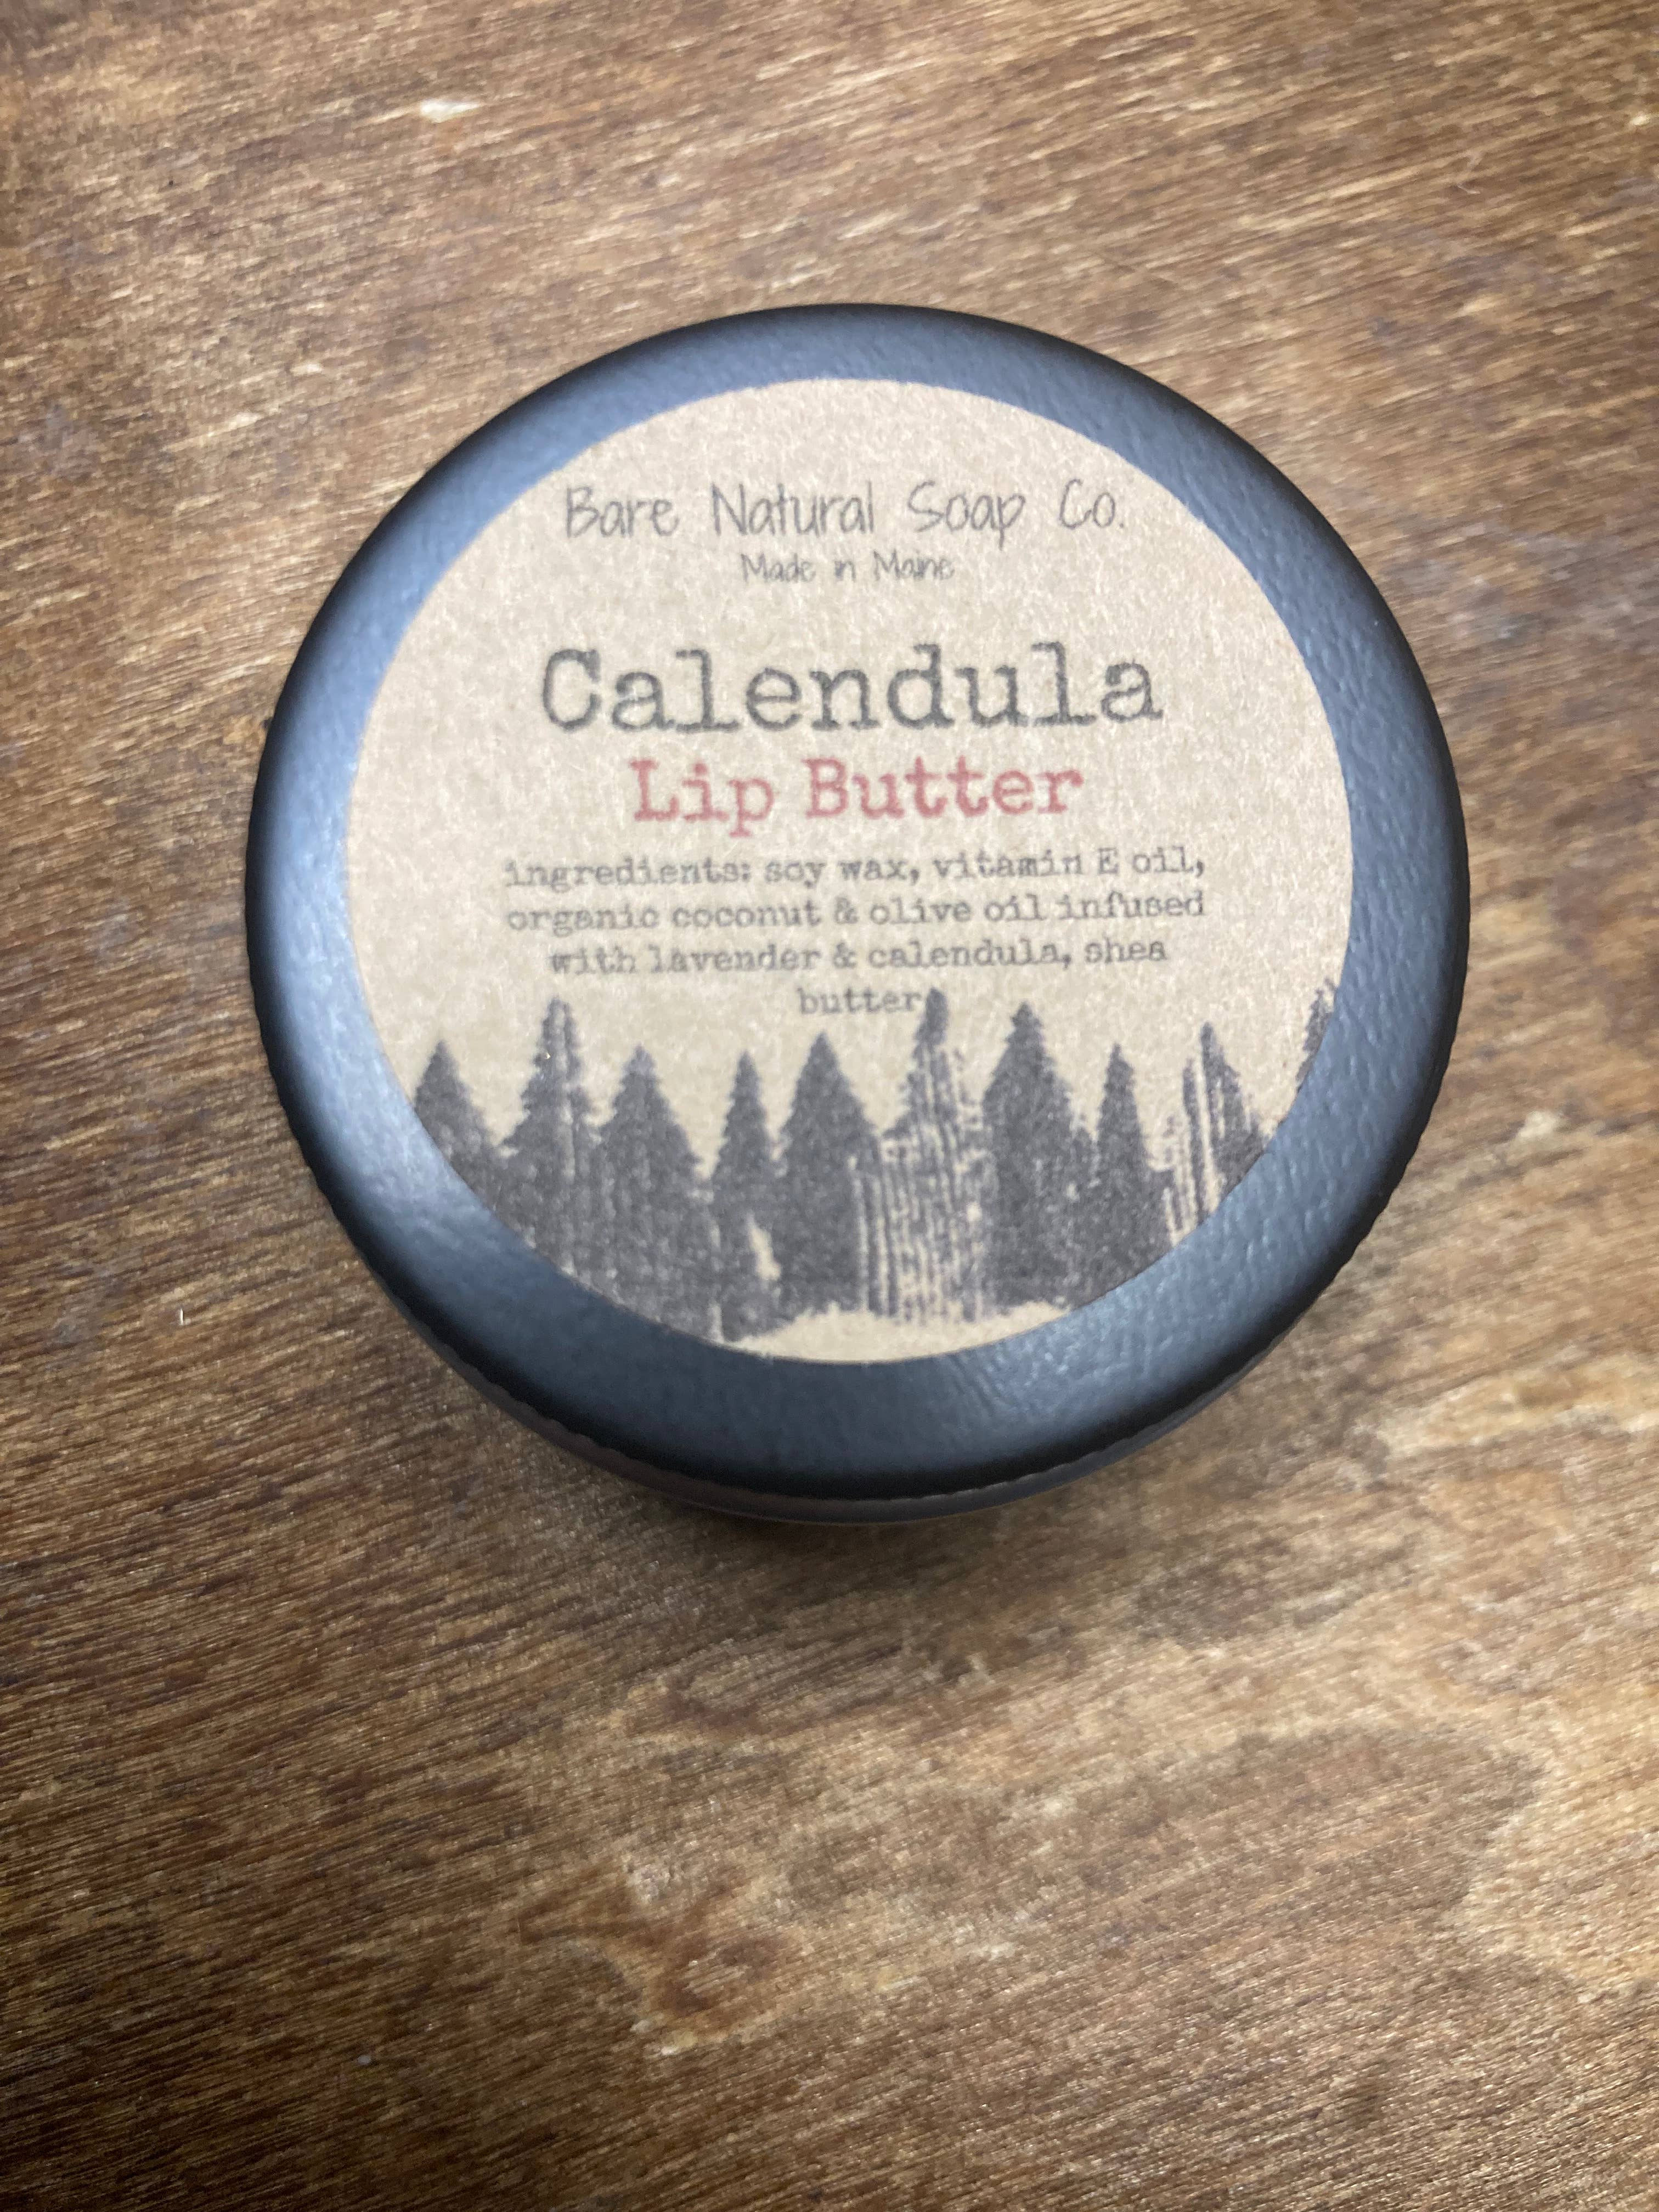 Bare Natural Soap Co.
Made in Maine
Calendula
Lip Butter
ingredients: soy wax, vitamin E oil,
organic coconut & olive oil infused
with lavender & calendula, shea
butter